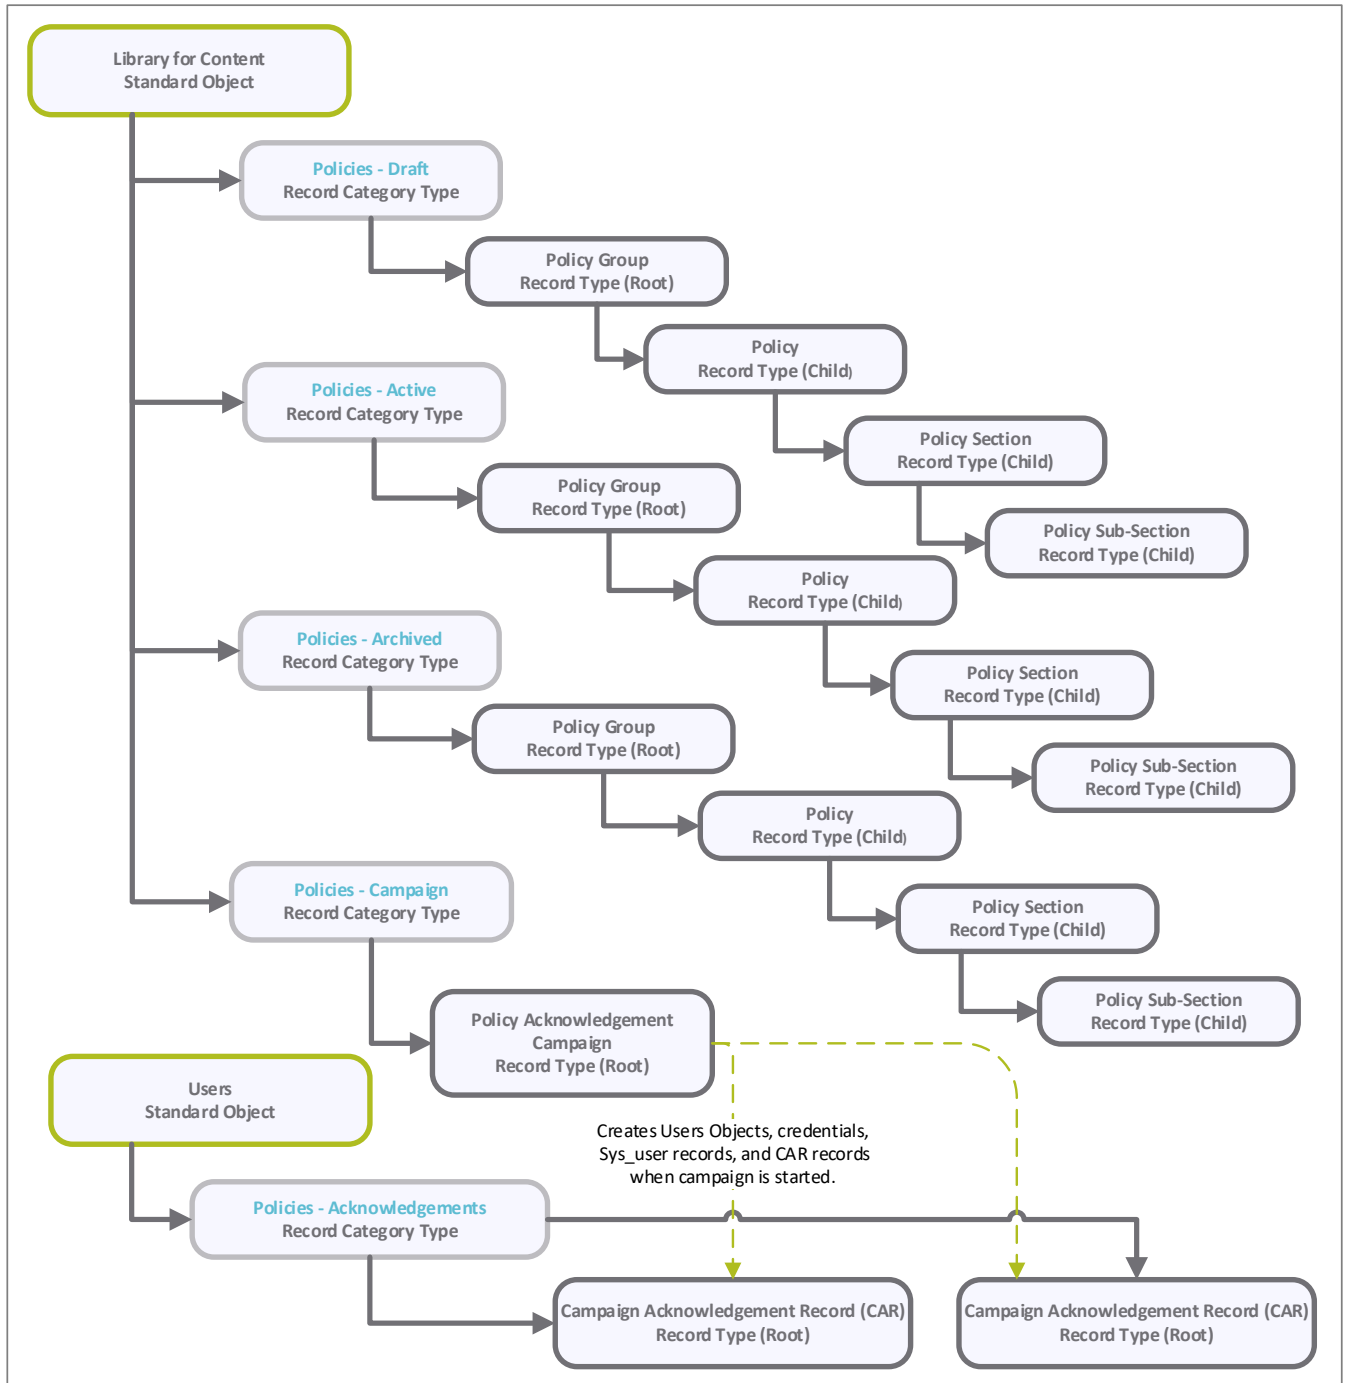 Library for Content
Standard Object
Policies - Draft
Record Category Type
Policy Group
Record Type (Root)
Policy
Record Type (Child)
Policies - Active
Record Category Type
Policy Section
Record Type (Child)
Policy Group
Record Type (Root)
Policy Sub-Section
Record Type (Child)
Policy
Record Type (Child)
Policies - Archived
Record Category Type
Policy Section
Record Type (Child)
Policy Group
Record Type (Root)
Policy Sub-Section
Record Type (Child)
Policy
Record Type (Child)
Policies - Campaign
Record Category Type
Policy Section
Record Type (Child)
Policy Sub-Section
Record Type (Child)
Policy Acknowledgement
Campaign
Record Type (Root)
Users
Standard Object
Creates Users Objects, credentials,
Sys_user records, and CAR records
when campaign is started.
Policies - Acknowledgements
Record Category Type
Campaign Acknowledgement Record (CAR)
Record Type (Root)
Campaign Acknowledgement Record (CAR)
Record Type (Root)